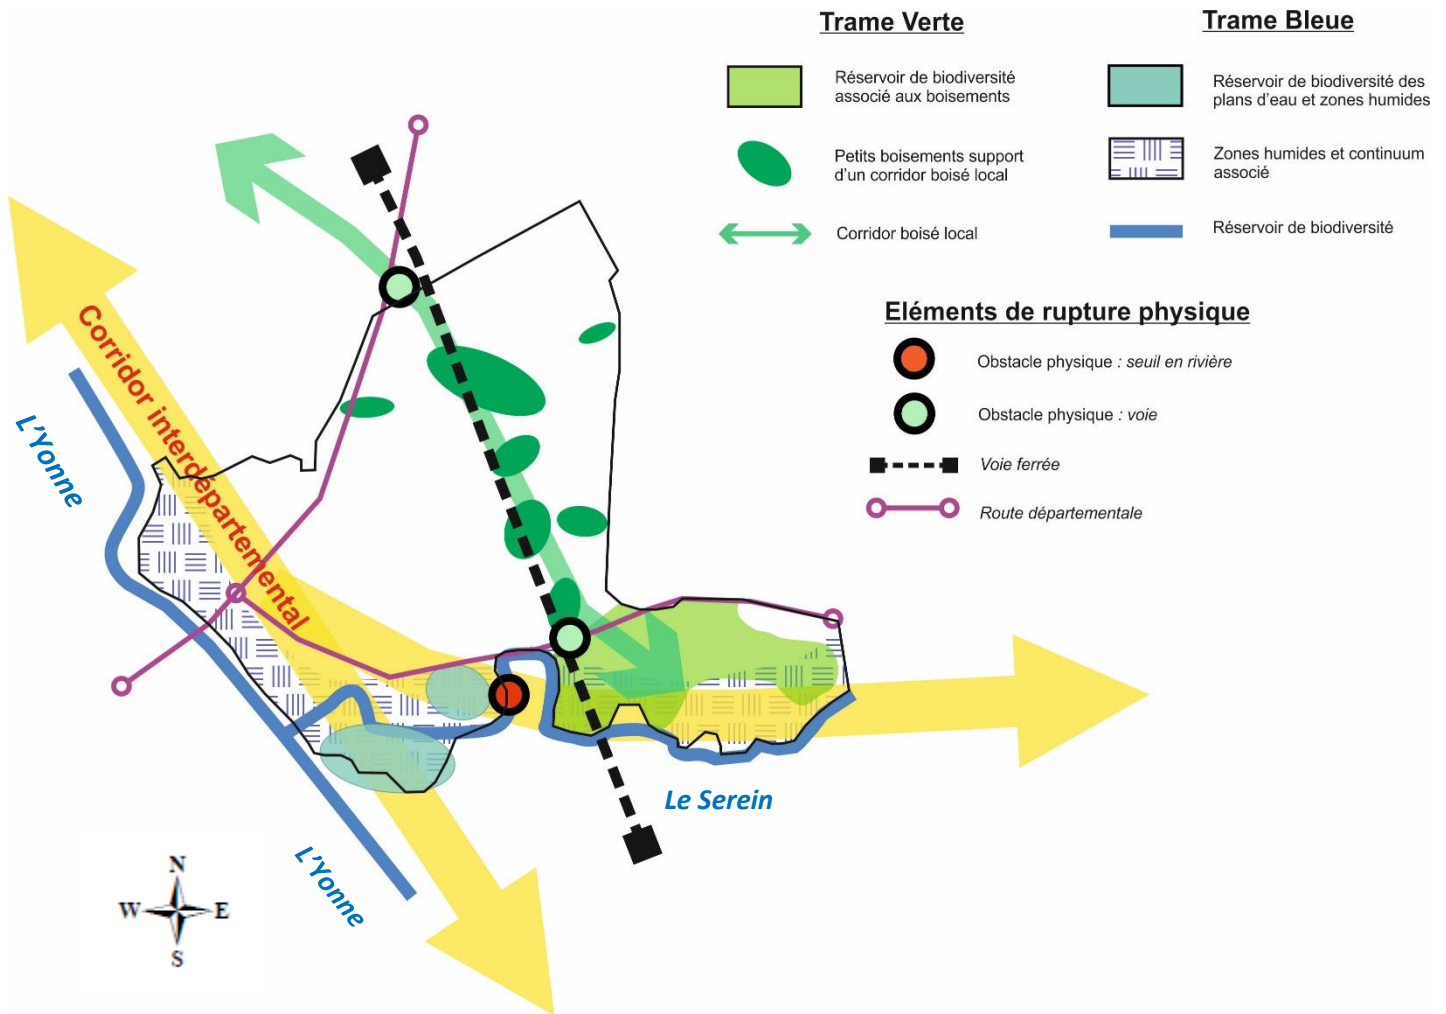 Trame Verte
Réservoir de biodiversité
associé aux boisements
Petits boisements support
d'un corridor boisé local
Corridor boisé local
Trame Bleue
Réservoir de biodiversité des
plans d'eau et zones humides
Zones humides et continuum
associé
Réservoir de biodiversité
Eléments de rupture physique
Obstacle physique : seuil en rivière
Obstacle physique : voie
Voie ferrée
Route départementale
Corridor interdépartemental
L'Yonne
Le Serein
L'Yonne
N
W E
S